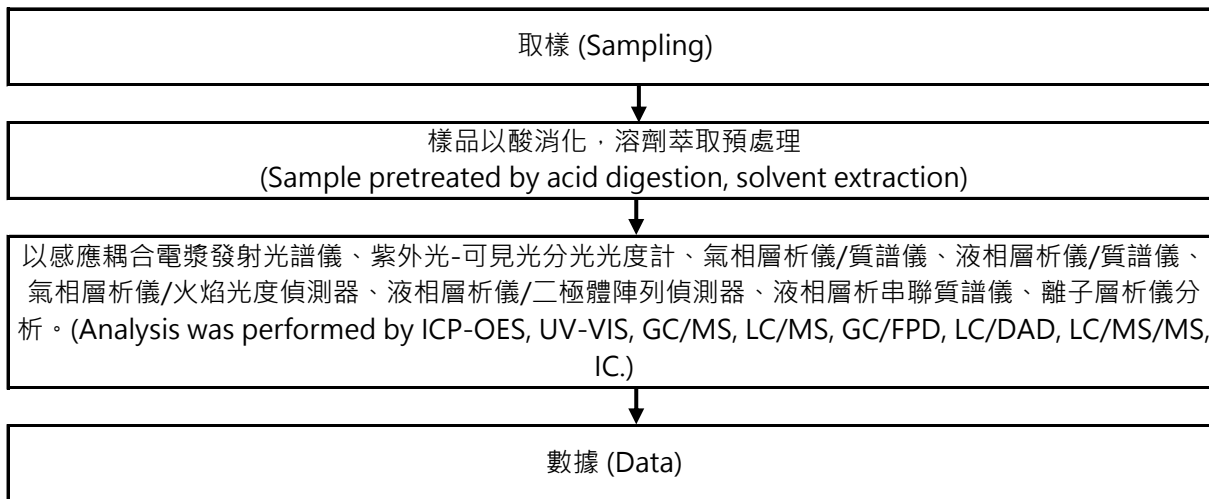 取樣 (Sampling)
樣品以酸消化，溶劑萃取預處理
(Sample pretreated by acid digestion, solvent extraction)
以感應耦合電漿發射光譜儀、紫外光-可見光分光光度計、氣相層析儀/質譜儀、液相層析儀/質譜儀、
氣相層析儀/火焰光度偵測器、液相層析儀/二極體陣列偵測器、液相層析串聯質譜儀、離子層析儀分
析。(Analysis was performed by ICP-OES, UV-VIS, GC/MS, LC/MS, GC/FPD, LC/DAD, LC/MS/MS,
IC.)
數據 (Data)